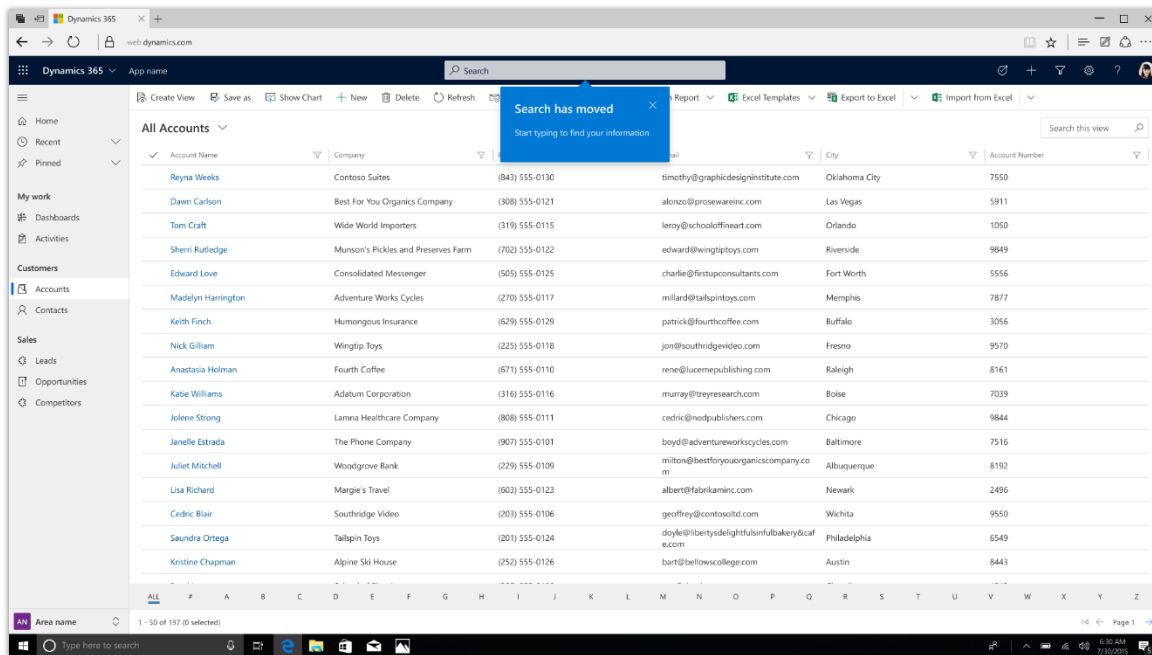 Dynamics 365
web.dynamics.com
Dynamics 365 App name Search
Create View Save as Show Chart New Delete Refresh Report Excel Templates Export to Excel Import from Excel
Search has moved
Start typing to find your information
Home
Recent
Pinned
My work
Dashboards
Activities
Customers
Accounts
Contacts
Sales
Leads
Opportunities
Competitors
AN Area name
All Accounts Search this view
Account Name Company City Account Number
Reyna Weeks Contoso Suites (843) 555-0130 timothy@graphicdesigninstitute.com Oklahoma City 7550
Dawn Carlson Best For You Organics Company (308) 555-0121 alonzo@prosewareinc.com Las Vegas 5911
Tom Craft Wide World Importers (319) 555-0115 leroy@schooloffineart.com Orlando 1050
Sherri Rutledge Munson's Pickles and Preserves Farm (702) 555-0122 edward@wingtiptoys.com Riverside 9849
Edward Love Consolidated Messenger (505) 555-0125 charlie@firstupconsultants.com Fort Worth 5556
Madelyn Harrington Adventure Works Cycles (270) 555-0117 millard@tailspintoys.com Memphis 7877
Keith Finch Humongous Insurance (629) 555-0129 patrick@fourthcoffee.com Buffalo 3056
Nick Gilliam Wingtip Toys (225) 555-0118 jon@southridgevideo.com Fresno 9570
Anastasia Holman Fourth Coffee (671) 555-0110 rene@lucernepublishing.com Raleigh 8161
Katie Williams Adatum Corporation (316) 555-0116 murray@treyresearch.com Boise 7039
Jolene Strong Lamna Healthcare Company (808) 555-0111 cedric@nodpublishers.com Chicago 9844
Janelle Estrada The Phone Company (907) 555-0101 boyd@adventureworkscycles.com Baltimore 7516
Juliet Mitchell Woodgrove Bank (229) 555-0109 milton@bestforyouorganicscompany.co
m Albuquerque 8192
Lisa Richard Margie's Travel (603) 555-0123 albert@fabrikaminc.com Newark 2496
Cedric Blair Southridge Video (203) 555-0106 geoffrey@contosoltd.com Wichita 9550
Saundra Ortega Tailspin Toys (201) 555-0124 doyle@libertysdelightfulsinfulbakery&caf
e.com Philadelphia 6549
Kristine Chapman Alpine Ski House (252) 555-0126 bart@bellowscollege.com Austin 8443
ALL # A B C D E F G H I J K L M N O P Q R S T U V W X Y Z
1 - 50 of 197 (0 selected) Page 1
Type here to search 6:30 AM
7/30/2015